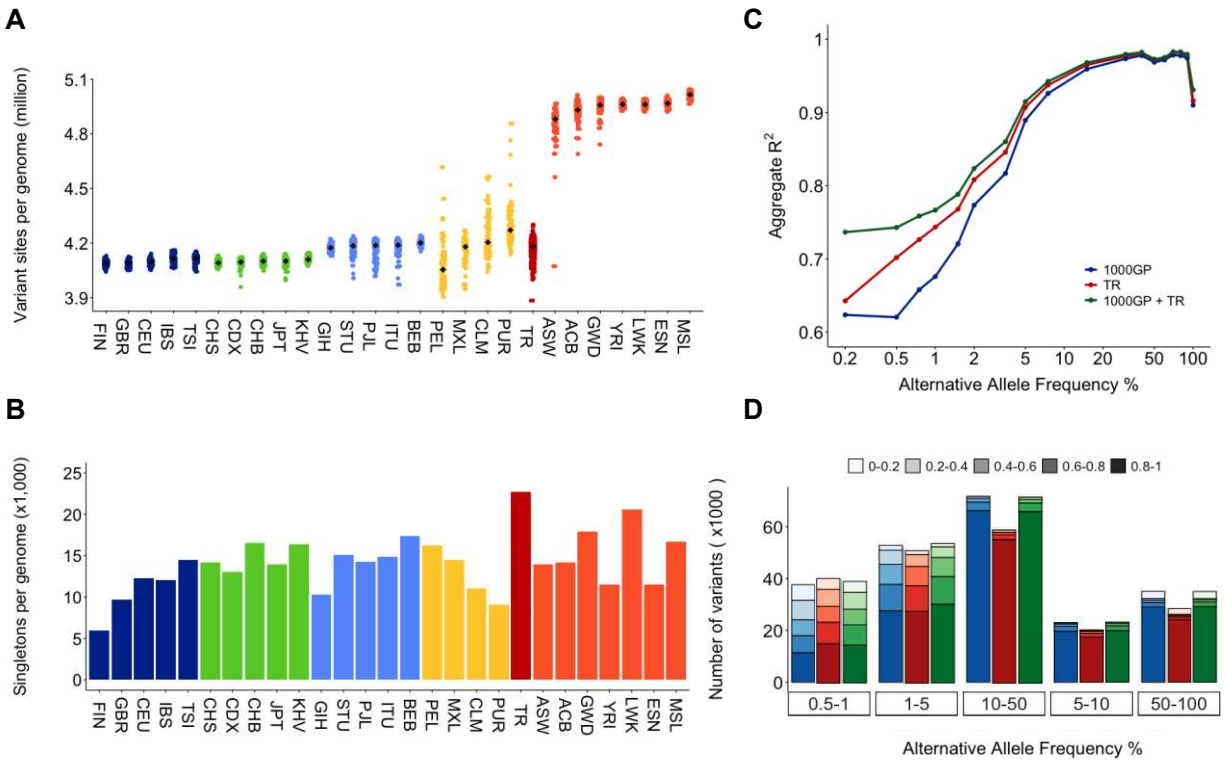 A
Variant sites per genome (million)
5.1
4.8
4.5
4.2
3.9
FIN GBR CEU IBS TSI CHS CDX CHB JPT KHV GIH STU PJL ITU BEB PEL MXL CLM PUR TR ASW ACB GWD YRI LWK ESN MSL
B
Singletons per genome (x1,000)
25
20
15
10
5
0
FIN GBR CEU IBS TSI CHS CDX CHB JPT KHV GIH STU PJL ITU BEB PEL MXL CLM PUR TR ASW ACB GWD YRI LWK ESN MSL
C
Aggregate R²
1
0.9
0.8
0.7
0.6
1000GP
TR
1000GP + TR
0.2 0.5 1 2 5 10 20 50 100
Alternative Allele Frequency %
D
0-0.2 0.2-0.4 0.4-0.6 0.6-0.8 0.8-1
Number of variants ( x1000 )
60
40
20
0
0.5-1 1-5 10-50 5-10 50-100
Alternative Allele Frequency %